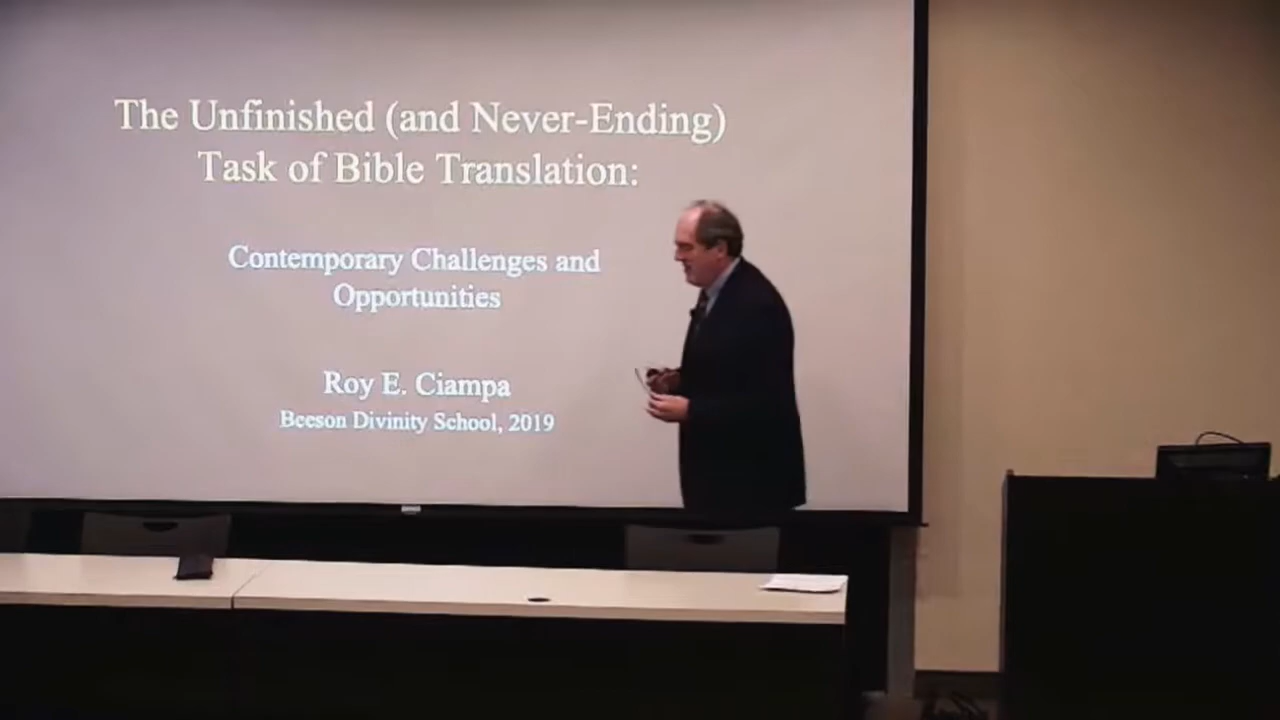 The Unfinished (and Never-Ending)
Task of Bible Translation:
Contemporary Challenges and
Opportunities
Roy E. Ciampa
Beeson Divinity School, 2019